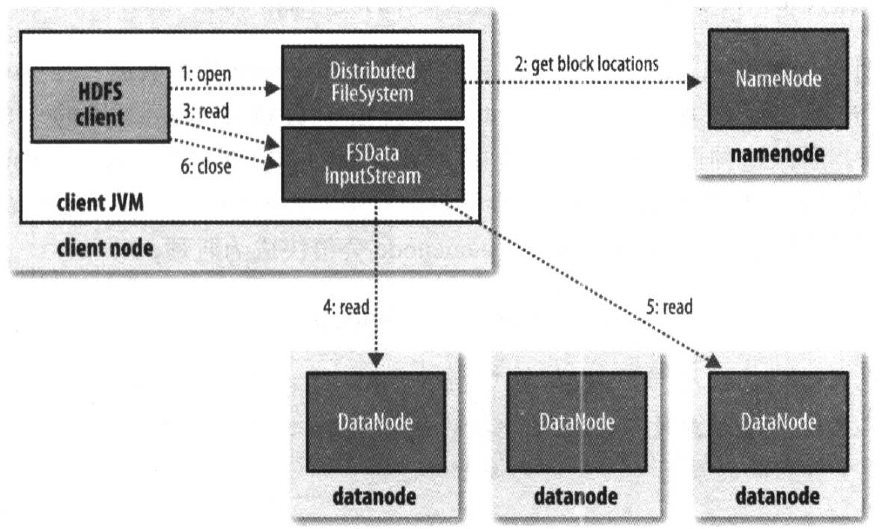 HDFS
client
1: open
3: read
6: close
Distributed
FileSystem
FSData
InputStream
2: get block locations
NameNode
namenode
client JVM
client node
4: read
5: read
DataNode
DataNode
DataNode
datanode
datanode
datanode